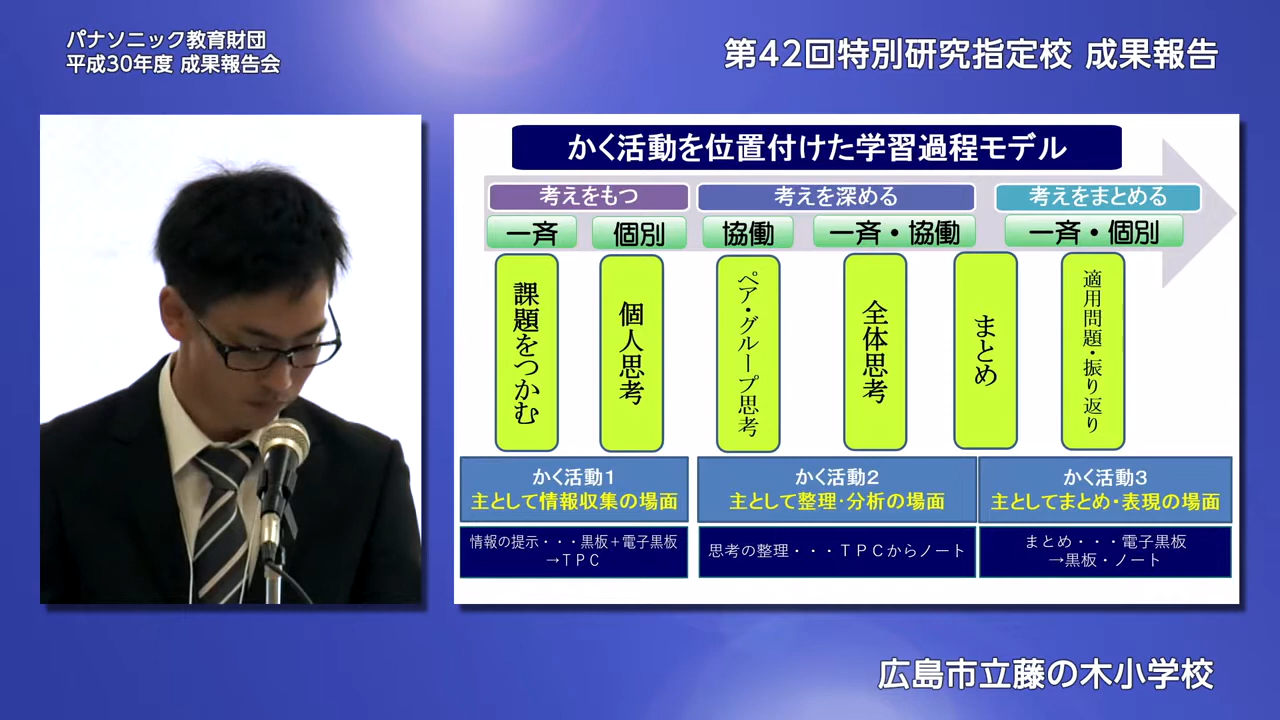 パナソニック教育財団
平成30年度 成果報告会
第42回特別研究指定校 成果報告
かく活動を位置付けた学習過程モデル
考えをもつ
考えを深める
考えをまとめる
一斉
個別
協働
一斉・協働
一斉・個別
課題をつかむ
個人思考
ペア・グループ思考
全体思考
まとめ
適用問題・振り返り
かく活動1
主として情報収集の場面
かく活動2
主として整理・分析の場面
かく活動3
主としてまとめ・表現の場面
情報の提示・・・黒板＋電子黒板
→ＴＰＣ
思考の整理・・・ＴＰＣからノート
まとめ・・・電子黒板
→黒板・ノート
広島市立藤の木小学校